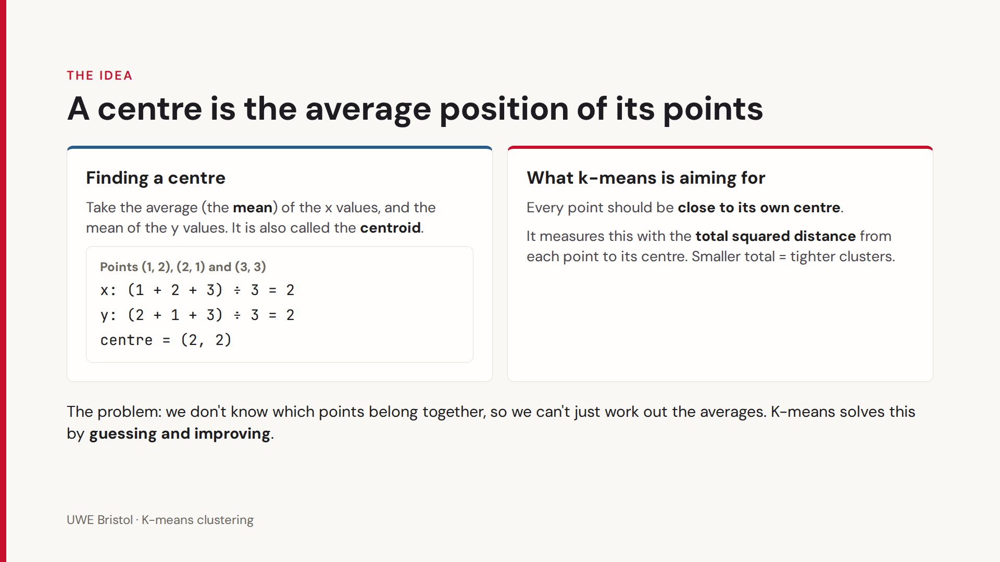 THE IDEA
A centre is the average position of its points
Finding a centre
Take the average (the mean) of the x values, and the
mean of the y values. It is also called the centroid.
Points (1, 2), (2, 1) and (3, 3)
x: (1 + 2 + 3) ÷ 3 = 2
y: (2 + 1 + 3) ÷ 3 = 2
centre = (2, 2)
What k-means is aiming for
Every point should be close to its own centre.
It measures this with the total squared distance from
each point to its centre. Smaller total = tighter clusters.
The problem: we don't know which points belong together, so we can't just work out the averages. K-means solves this
by guessing and improving.
UWE Bristol · K-means clustering